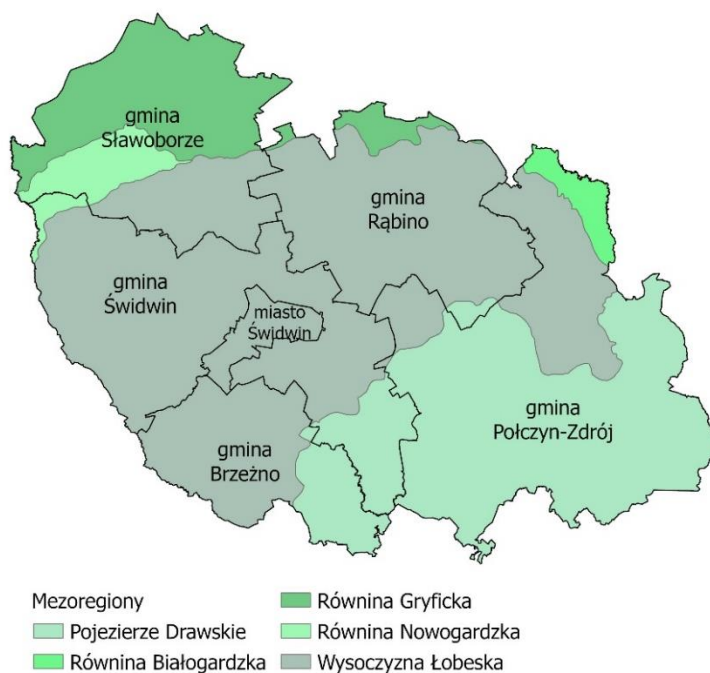 gmina
Sławoborze
gmina
Rąbino
gmina
Świdwin
miasto
Świdwin
gmina
Połczyn-Zdrój
gmina
Brzeżno
Mezoregiony
Pojezierze Drawskie
Równina Białogardzka
Równina Gryficka
Równina Nowogardzka
Wysoczyzna Łobeska